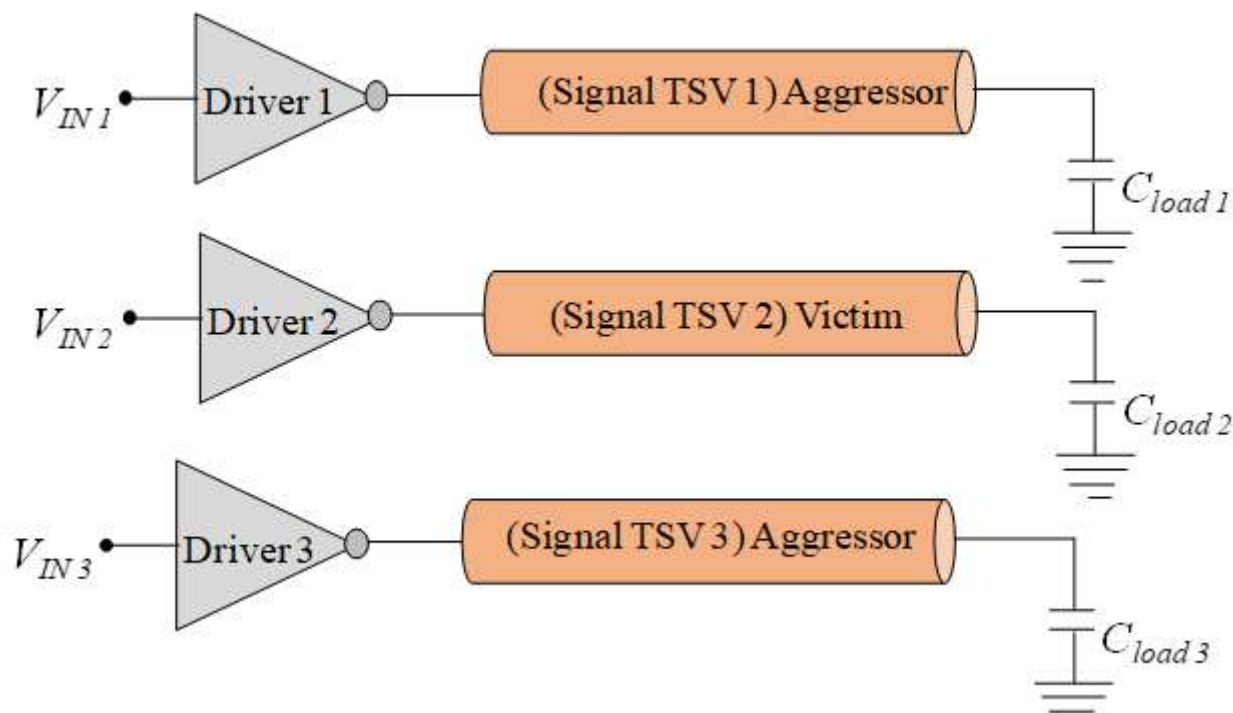 V_IN 1
Driver 1
(Signal TSV 1) Aggressor
C_load 1
V_IN 2
Driver 2
(Signal TSV 2) Victim
C_load 2
V_IN 3
Driver 3
(Signal TSV 3) Aggressor
C_load 3